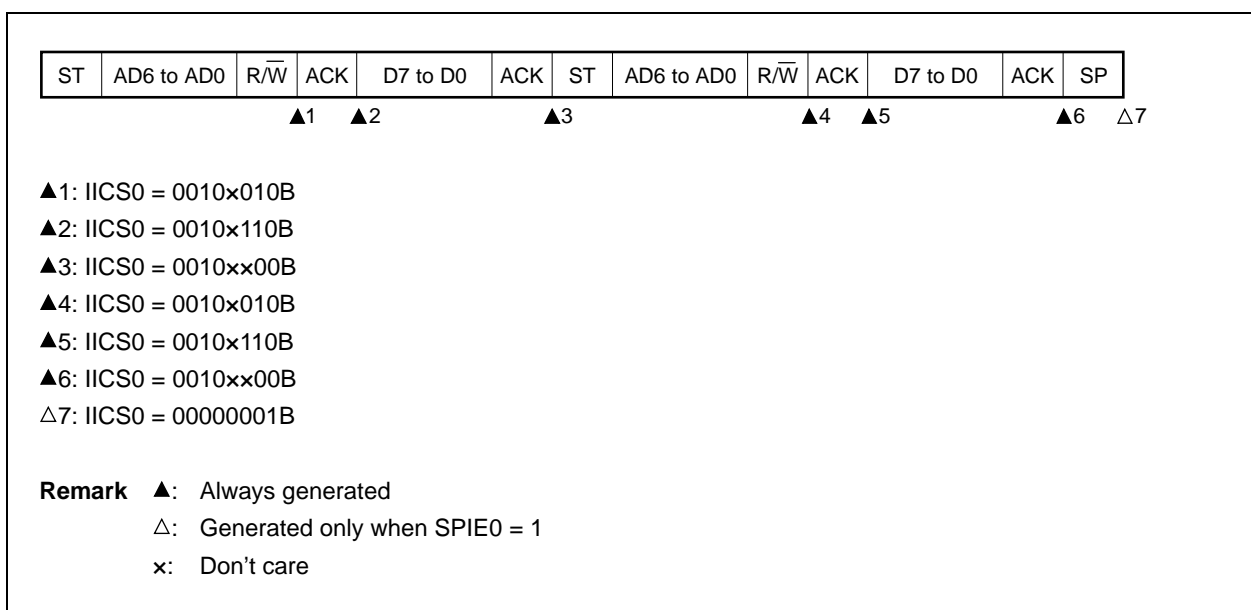 ST AD6 to AD0 R/W̅ ACK D7 to D0 ACK ST AD6 to AD0 R/W̅ ACK D7 to D0 ACK SP
▲1 ▲2 ▲3 ▲4 ▲5 ▲6 △7
▲1: IICS0 = 0010×010B
▲2: IICS0 = 0010×110B
▲3: IICS0 = 0010××00B
▲4: IICS0 = 0010×010B
▲5: IICS0 = 0010×110B
▲6: IICS0 = 0010××00B
△7: IICS0 = 00000001B
Remark ▲: Always generated
△: Generated only when SPIE0 = 1
×: Don't care